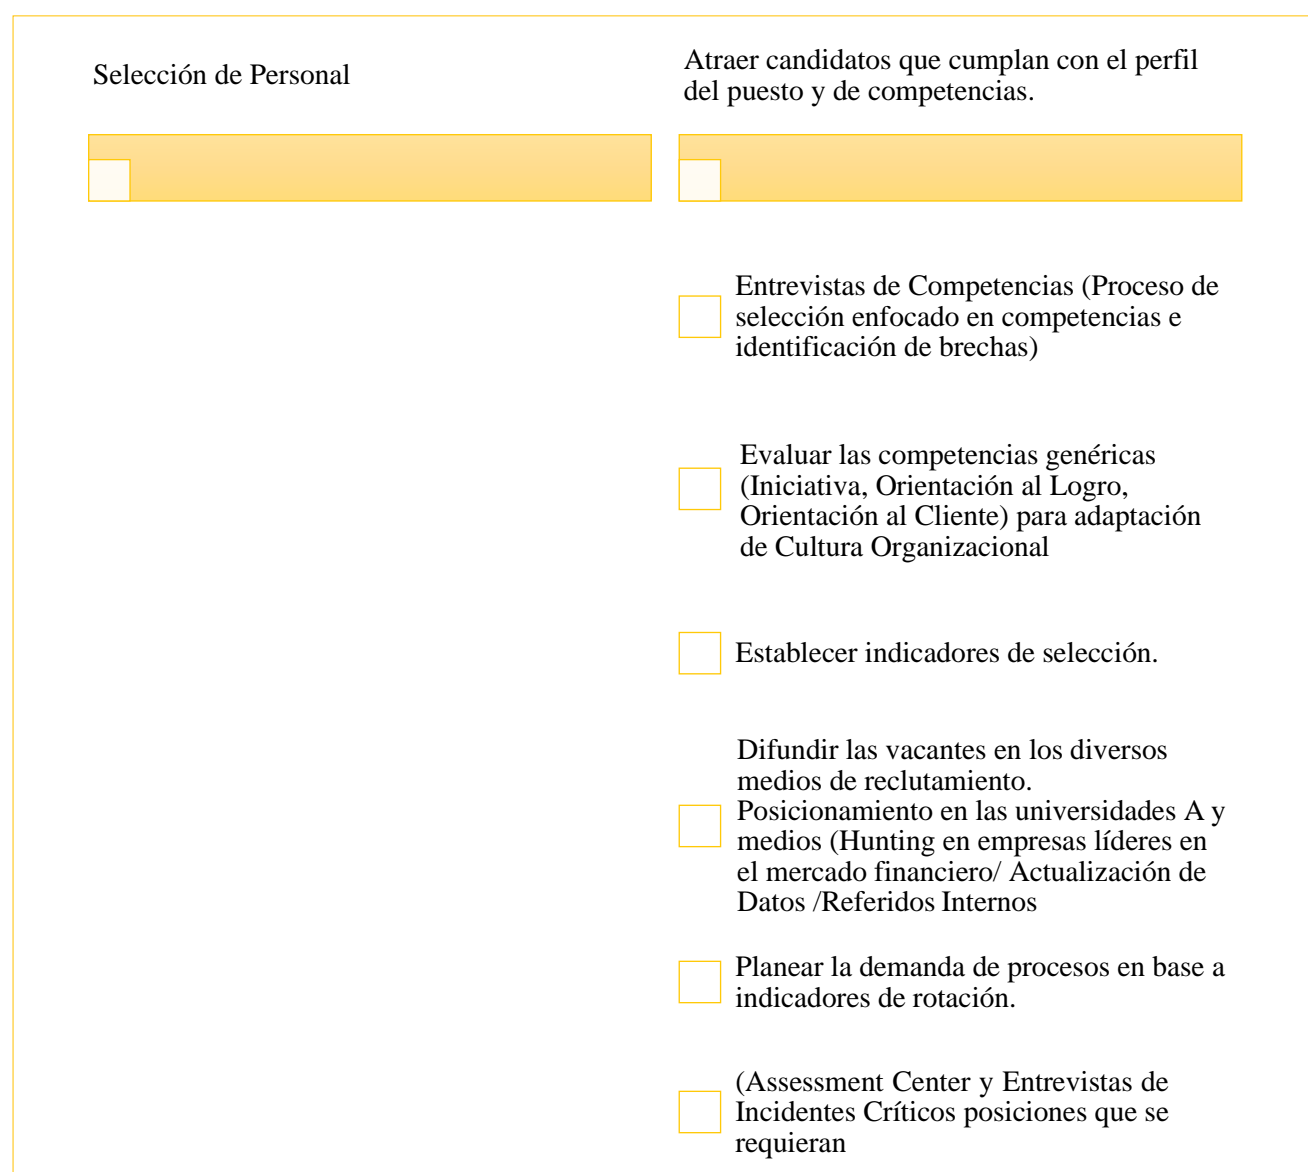 Selección de Personal
Atraer candidatos que cumplan con el perfil
del puesto y de competencias.
Entrevistas de Competencias (Proceso de
selección enfocado en competencias e
identificación de brechas)
Evaluar las competencias genéricas
(Iniciativa, Orientación al Logro,
Orientación al Cliente) para adaptación
de Cultura Organizacional
Establecer indicadores de selección.
Difundir las vacantes en los diversos
medios de reclutamiento.
Posicionamiento en las universidades A y
medios (Hunting en empresas líderes en
el mercado financiero/ Actualización de
Datos /Referidos Internos
Planear la demanda de procesos en base a
indicadores de rotación.
(Assessment Center y Entrevistas de
Incidentes Críticos posiciones que se
requieran